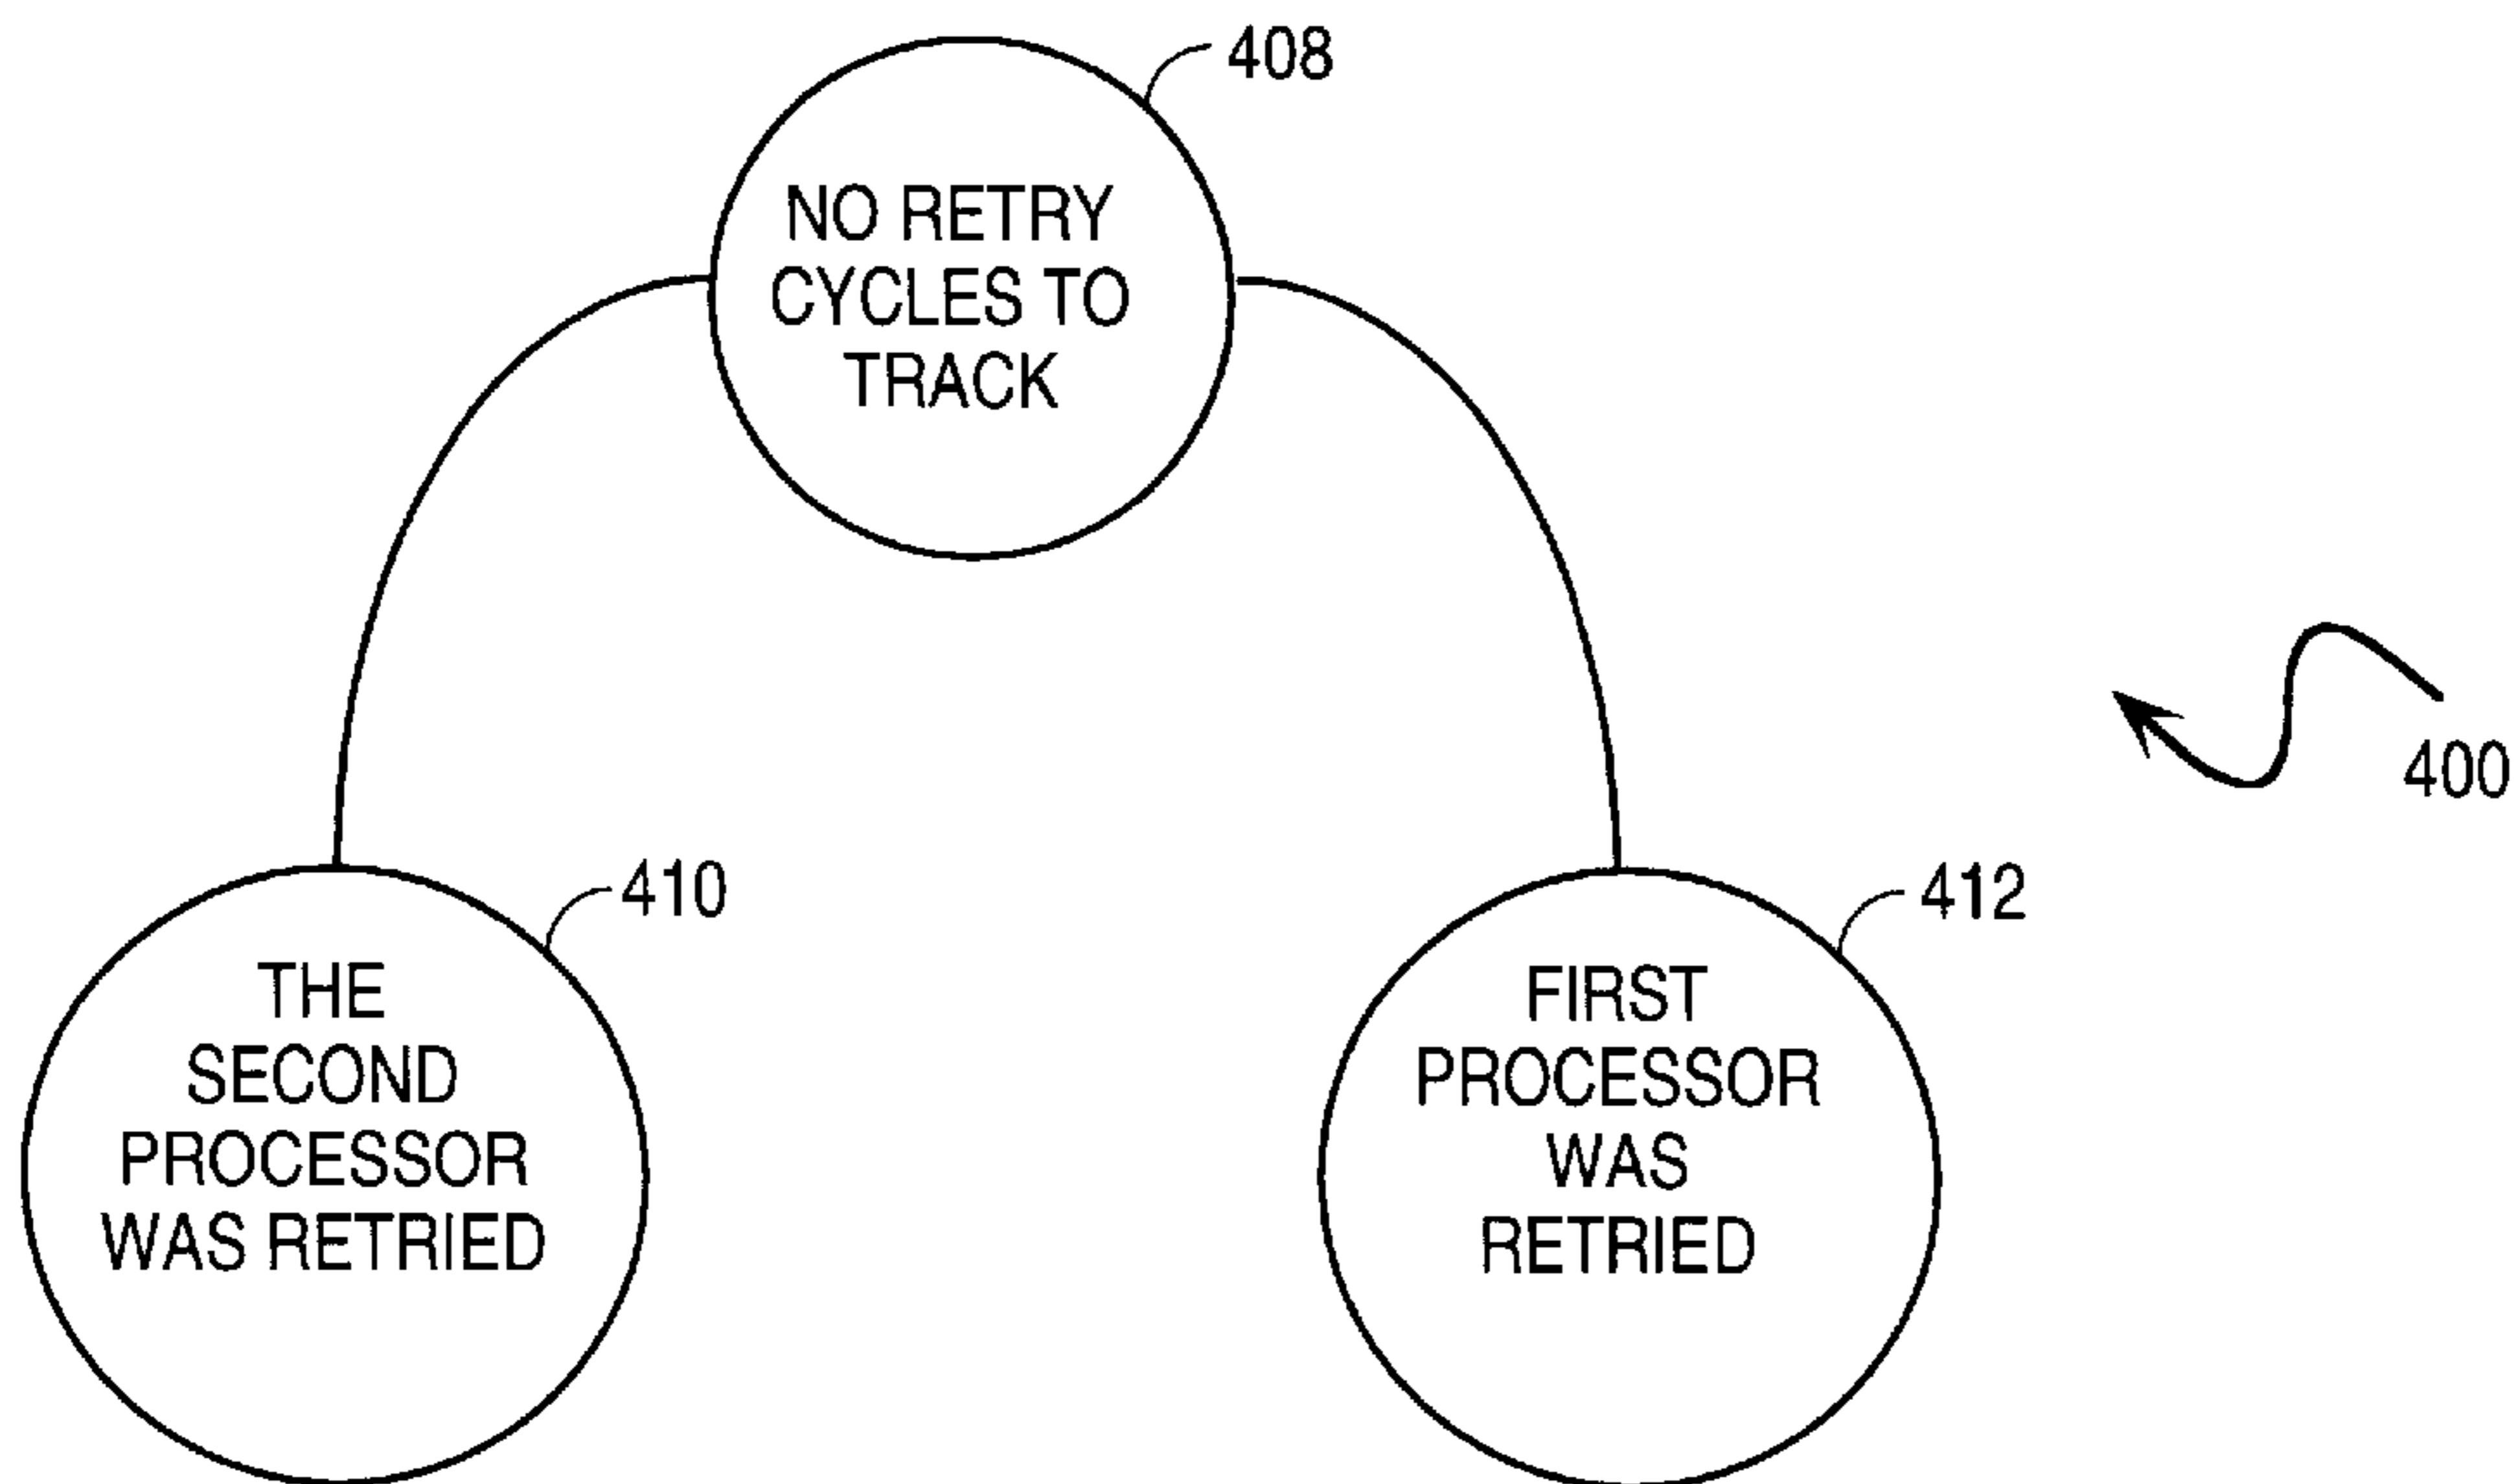 408
NO RETRY
CYCLES TO
TRACK
400
410
THE
SECOND
PROCESSOR
WAS RETRIED
412
FIRST
PROCESSOR
WAS
RETRIED